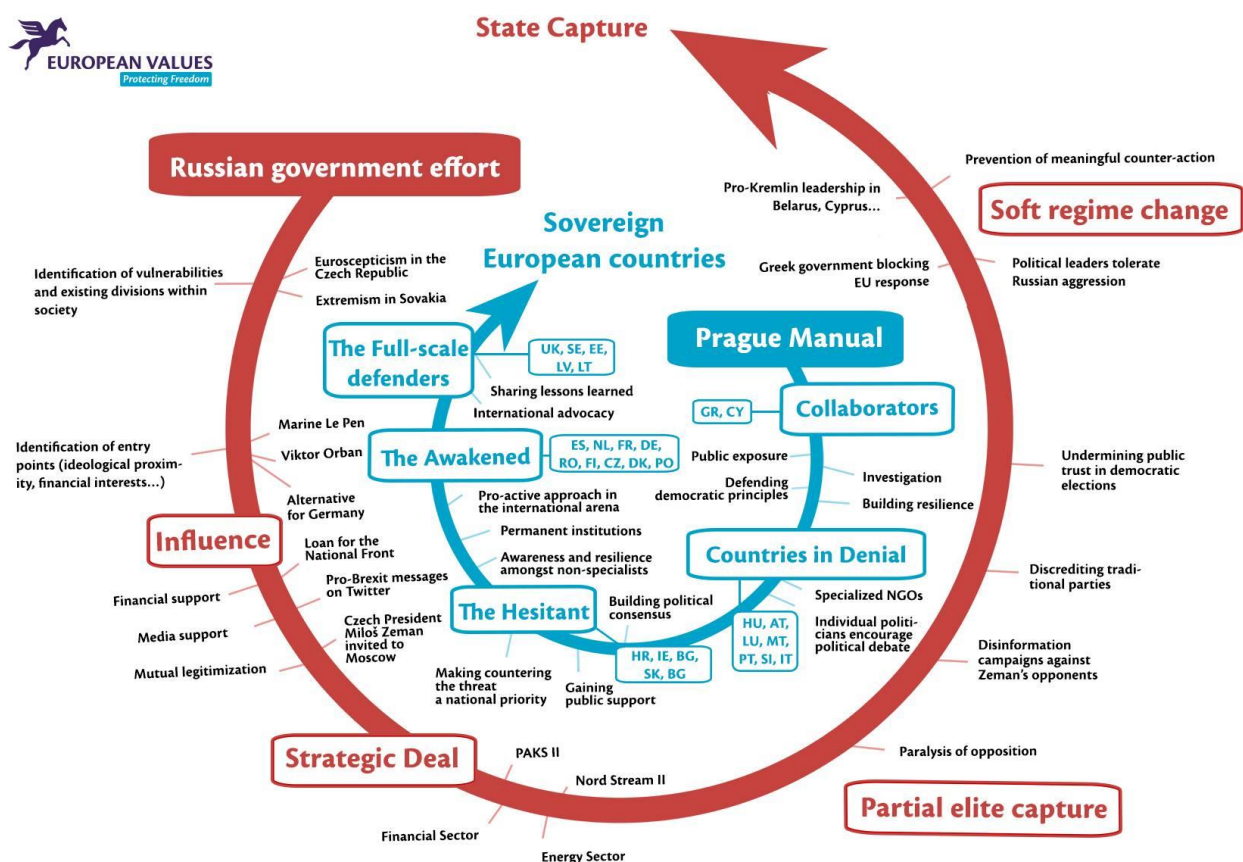 EUROPEAN VALUES
Protecting Freedom
State Capture
Russian government effort
Identification of vulnerabilities
and existing divisions within
society
Euroscepticism in the
Czech Republic
Extremism in Sovakia
Marine Le Pen
Identification of entry
points (ideological proxim-
ity, financial interests...)
Viktor Orban
Alternative
for Germany
Influence
Loan for the
National Front
Financial support
Pro-Brexit messages
on Twitter
Media support
Czech President
Miloš Zeman
invited to
Moscow
Mutual legitimization
Strategic Deal
PAKS II
Nord Stream II
Financial Sector
Energy Sector
Partial elite capture
Paralysis of opposition
Disinformation
campaigns against
Zeman's opponents
Discrediting tradi-
tional parties
Undermining public
trust in democratic
elections
Soft regime change
Political leaders tolerate
Russian aggression
Greek government blocking
EU response
Pro-Kremlin leadership in
Belarus, Cyprus...
Prevention of meaningful counter-action
Sovereign
European countries
Prague Manual
Collaborators
GR, CY
Public exposure
Investigation
Defending
democratic principles
Building resilience
Countries in Denial
HU, AT,
LU, MT,
PT, SI, IT
Specialized NGOs
Individual politi-
cians encourage
political debate
The Hesitant
Building political
consensus
HR, IE, BG,
SK, BG
Making countering
the threat
a national priority
Gaining
public support
The Awakened
ES, NL, FR, DE,
RO, FI, CZ, DK, PO
Pro-active approach in
the international arena
Permanent institutions
Awareness and resilience
amongst non-specialists
The Full-scale
defenders
UK, SE, EE,
LV, LT
Sharing lessons learned
International advocacy